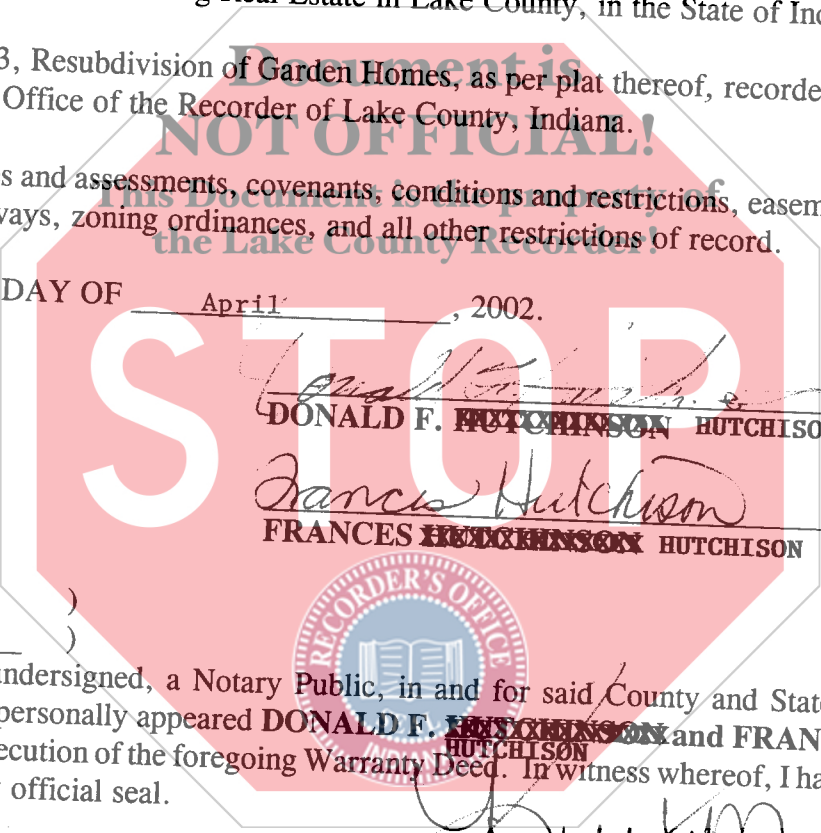 Real Estate in Lake County, in the State of Ind
Document is
3, Resubdivision of Garden Homes, as per plat thereof, recorde
Office of the Recorder of Lake County, Indiana.
NOT OFFICIAL!
s and assessments, covenants, conditions and restrictions, easem
This Document is the property of
ways, zoning ordinances, and all other restrictions of record.
the Lake County Recorder!
DAY OF April, 2002.
STOP
DONALD F. HUTCHINSON HUTCHISO
Frances Hutchison
FRANCES HUTCHINSON HUTCHISON
)
)
RECORDER'S OFFICE
undersigned, a Notary Public, in and for said County and State
personally appeared DONALD F. HUTCHINSON and FRAN
HUTCHISON
INDIANA
ecution of the foregoing Warranty Deed. In witness whereof, I ha
official seal.